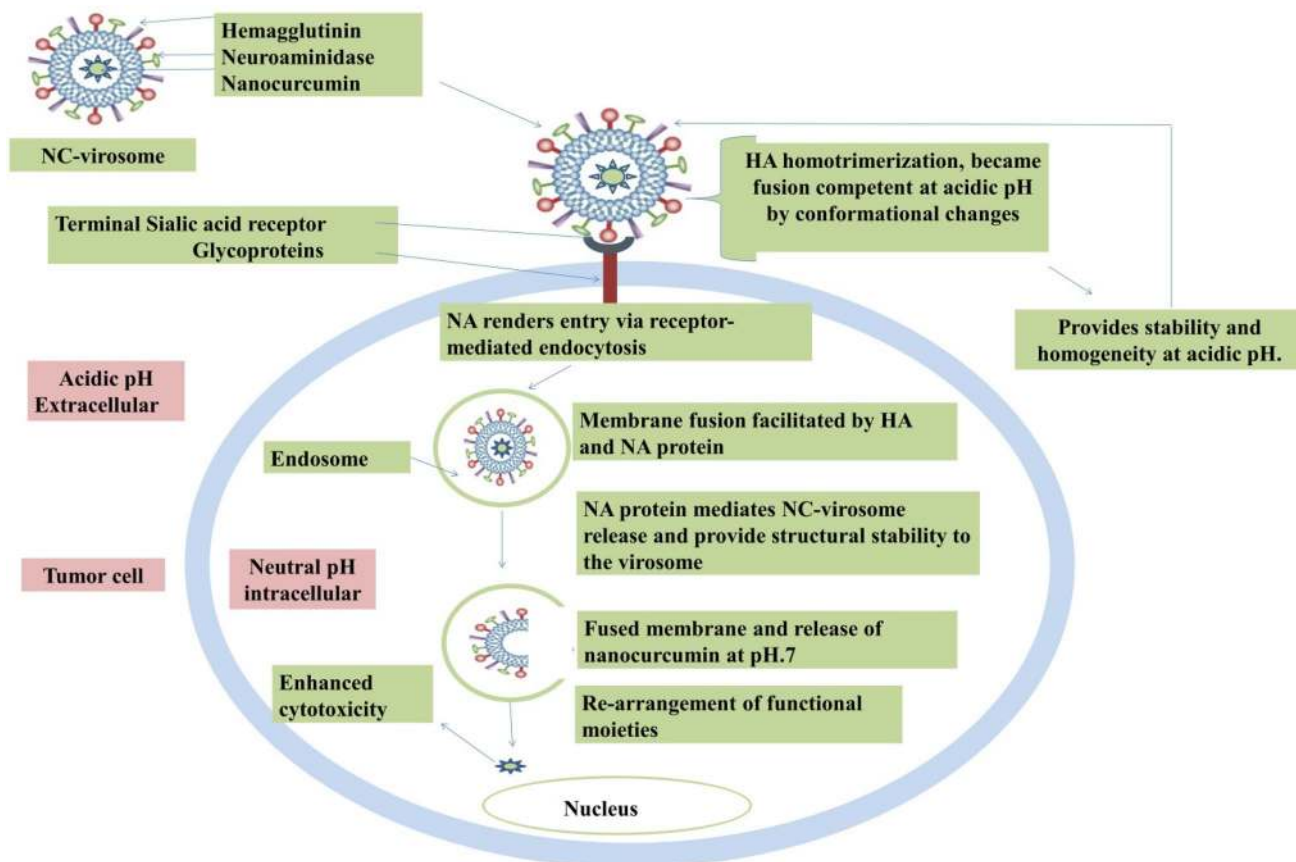 Hemagglutinin
Neuroaminidase
Nanocurcumin
NC-virosome
HA homotrimerization, became
fusion competent at acidic pH
by conformational changes
Terminal Sialic acid receptor
Glycoproteins
NA renders entry via receptor-
mediated endocytosis
Provides stability and
homogeneity at acidic pH.
Acidic pH
Extracellular
Membrane fusion facilitated by HA
and NA protein
Endosome
NA protein mediates NC-virosome
release and provide structural stability to
the virosome
Tumor cell
Neutral pH
intracellular
Fused membrane and release of
nanocurcumin at pH.7
Enhanced
cytotoxicity
Re-arrangement of functional
moieties
Nucleus